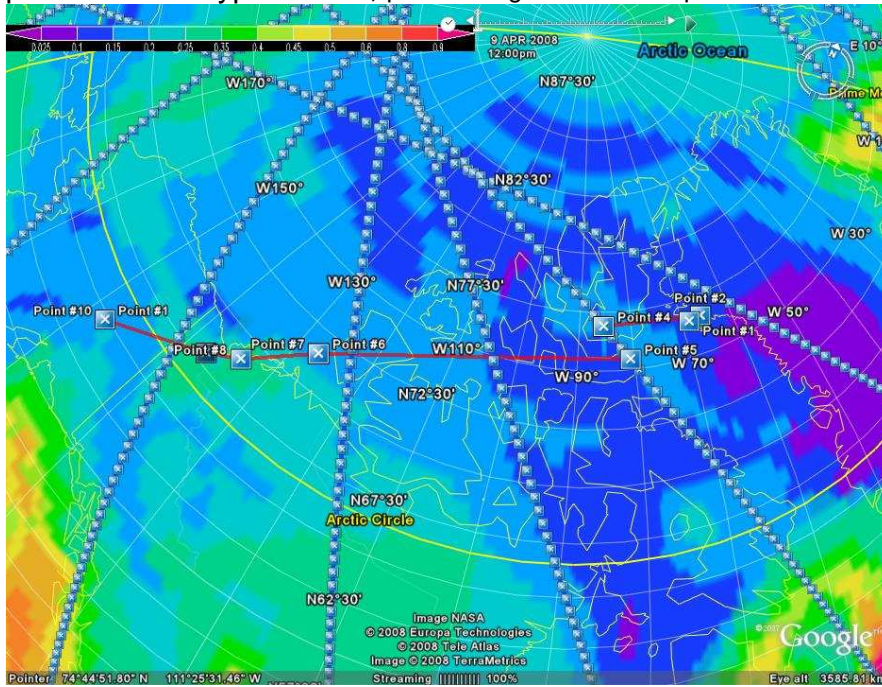 0.025 0.1 0.15 0.2 0.25 0.35 0.4 0.45 0.5 0.6 0.8 0.9
9 APR 2008
12:00pm
Arctic Ocean
E 10°
W170°
N87°30'
Prime Me
W150°
N82°30'
W 30°
W130°
N77°30'
Point #10
Point #1
Point #2
W 50°
Point #4
Point #1
Point #8
Point #7
Point #6
W110°
Point #5
W 90°
W 70°
N72°30'
N67°30'
Arctic Circle
N62°30'
Image NASA
© 2008 Europa Technologies
© 2008 Tele Atlas
Image © 2008 TerraMetrics
Google
Pointer 74°44'51.80" N 111°25'31.46" W
Streaming 100%
Eye alt 3585.81 km